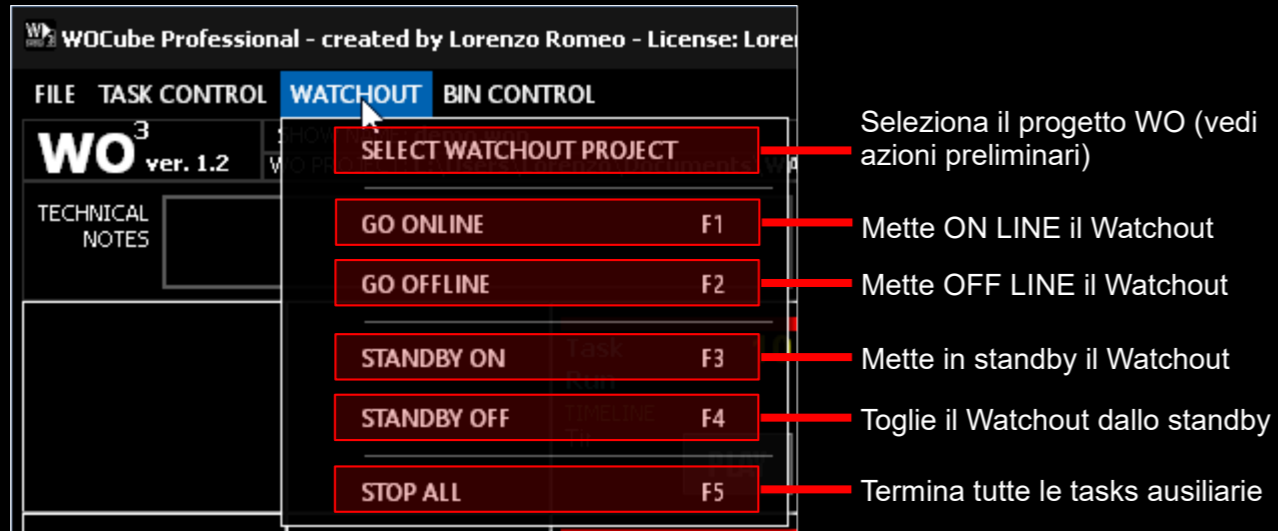 WOCube Professional - created by Lorenzo Romeo - License:
FILE TASK CONTROL WATCHOUT BIN CONTROL
WO3 ver. 1.2
SELECT WATCHOUT PROJECT
Seleziona il progetto WO (vedi
azioni preliminari)
TECHNICAL
NOTES
GO ONLINE F1
Mette ON LINE il Watchout
GO OFFLINE F2
Mette OFF LINE il Watchout
STANDBY ON F3
Mette in standby il Watchout
Task
Run
STANDBY OFF F4
Toglie il Watchout dallo standby
TIMELINE
PLAY
STOP ALL F5
Termina tutte le tasks ausiliarie